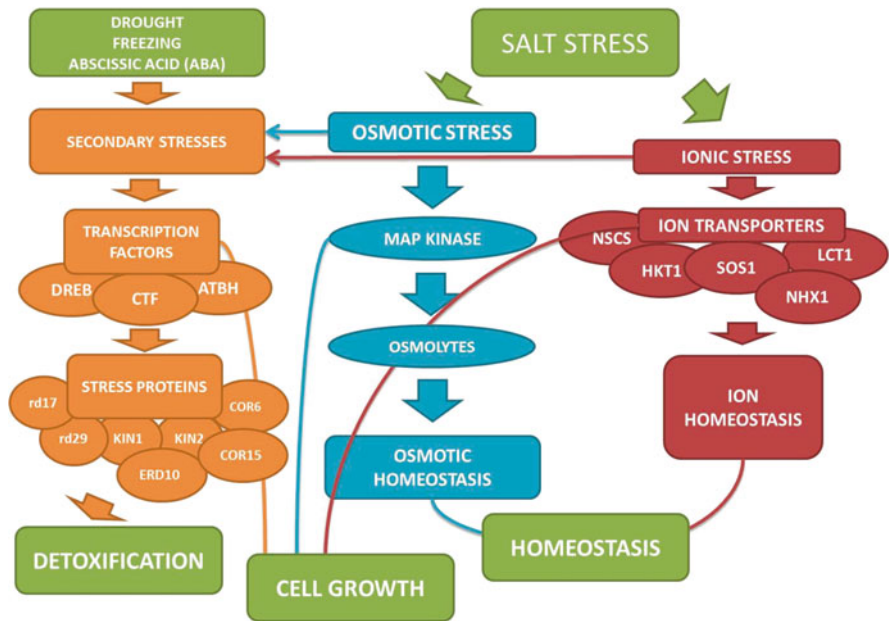 DROUGHT
FREEZING
ABSCISSIC ACID (ABA)
SALT STRESS
SECONDARY STRESSES
OSMOTIC STRESS
IONIC STRESS
TRANSCRIPTION
FACTORS
DREB
CTF
ATBH
MAP KINASE
ION TRANSPORTERS
NSCS
HKT1
SOS1
LCT1
NHX1
OSMOLYTES
STRESS PROTEINS
rd17
rd29
KIN1
KIN2
COR6
COR15
ERD10
ION
HOMEOSTASIS
OSMOTIC
HOMEOSTASIS
DETOXIFICATION
CELL GROWTH
HOMEOSTASIS